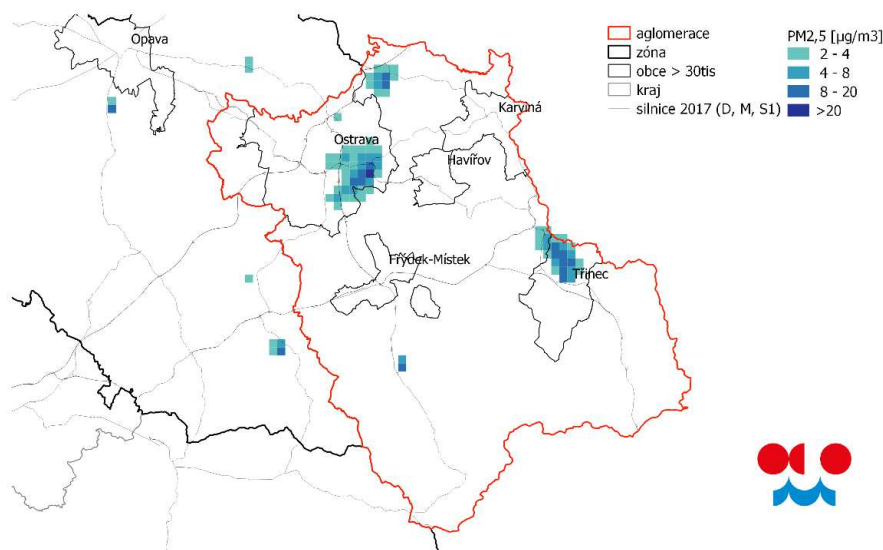 Opava
Ostrava
Karviná
Havířov
Frýdek-Místek
Třinec
aglomerace
zóna
obce > 30tis
kraj
silnice 2017 (D, M, S1)
PM2,5 [µg/m3]
2 - 4
4 - 8
8 - 20
>20